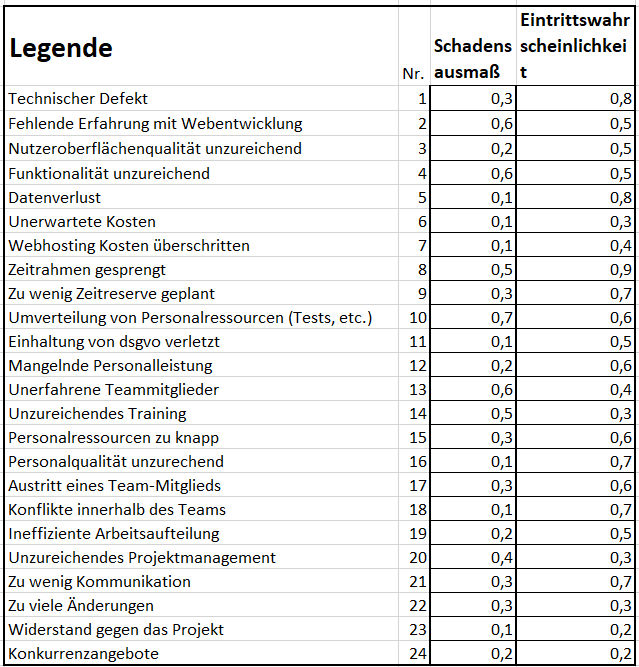 Legende Nr. Schadens ausmaß Eintrittswahr scheinlichkei t
Technischer Defekt 1 0,3 0,8
Fehlende Erfahrung mit Webentwicklung 2 0,6 0,5
Nutzeroberflächenqualität unzureichend 3 0,2 0,5
Funktionalität unzureichend 4 0,6 0,5
Datenverlust 5 0,1 0,8
Unerwartete Kosten 6 0,1 0,3
Webhosting Kosten überschritten 7 0,1 0,4
Zeitrahmen gesprengt 8 0,5 0,9
Zu wenig Zeitreserve geplant 9 0,3 0,7
Umverteilung von Personalressourcen (Tests, etc.) 10 0,7 0,6
Einhaltung von dsgvo verletzt 11 0,1 0,5
Mangelnde Personalleistung 12 0,2 0,6
Unerfahrene Teammitglieder 13 0,6 0,4
Unzureichendes Training 14 0,5 0,3
Personalressourcen zu knapp 15 0,3 0,6
Personalqualität unzurechend 16 0,1 0,7
Austritt eines Team-Mitglieds 17 0,3 0,6
Konflikte innerhalb des Teams 18 0,1 0,7
Ineffiziente Arbeitsaufteilung 19 0,2 0,5
Unzureichendes Projektmanagement 20 0,4 0,3
Zu wenig Kommunikation 21 0,3 0,7
Zu viele Änderungen 22 0,3 0,3
Widerstand gegen das Projekt 23 0,1 0,2
Konkurrenzangebote 24 0,2 0,2